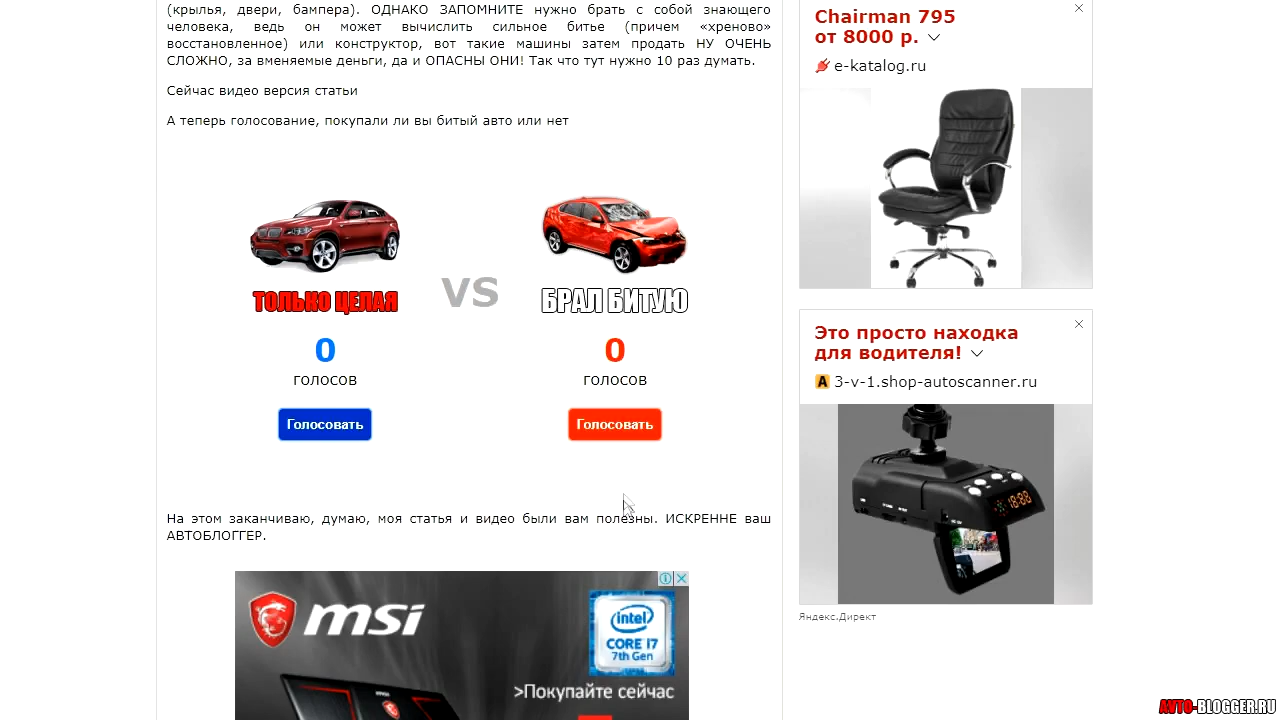 (крылья, двери, бампера). ОДНАКО ЗАПОМНИТЕ нужно брать с собой знающего
человека, ведь он может вычислить сильное битье (причем «хреново»
восстановленное) или конструктор, вот такие машины затем продать НУ ОЧЕНЬ
СЛОЖНО, за вменяемые деньги, да и ОПАСНЫ ОНИ! Так что тут нужно 10 раз думать.
Сейчас видео версия статьи
А теперь голосование, покупали ли вы битый авто или нет
ТОЛЬКО ЦЕЛАЯ
VS
БРАЛ БИТУЮ
0
0
голосов
голосов
Голосовать
Голосовать
На этом заканчиваю, думаю, моя статья и видео были вам полезны. ИСКРЕННЕ ваш
АВТОБЛОГГЕР.
msi
intel
CORE i7
7th Gen
>Покупайте сейчас
Chairman 795
от 8000 р.
e-katalog.ru
Это просто находка
для водителя!
A 3-v-1.shop-autoscanner.ru
Яндекс.Директ
AVTO-BLOGGER.RU